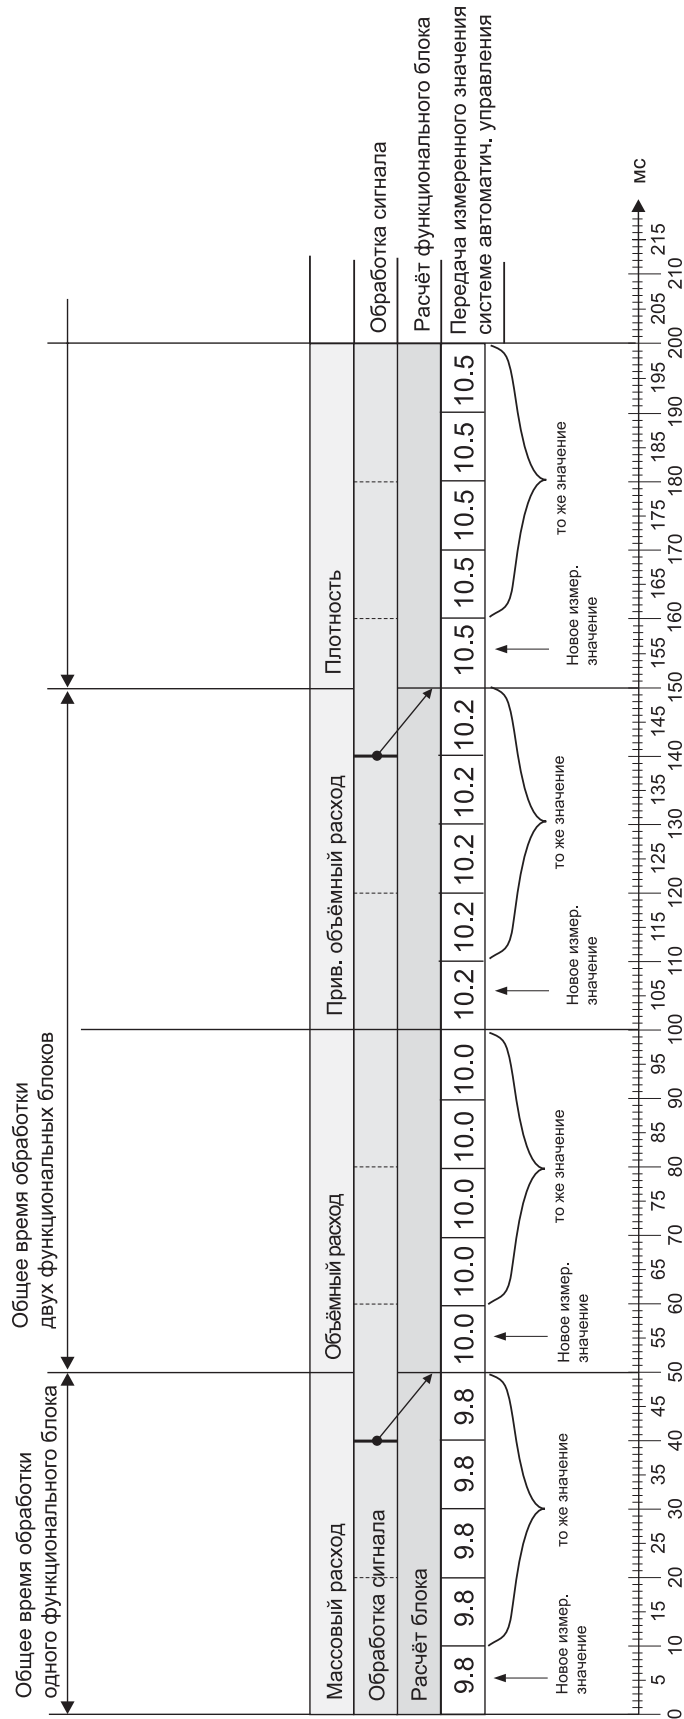 Общее время обработки
одного функционального блока
Общее время обработки
двух функциональных блоков
Массовый расход
Объёмный расход
Прив. объёмный расход
Плотность
Обработка сигнала
Обработка сигнала
Расчёт блока
Расчёт функционального блока
9.8 9.8 9.8 9.8 9.8 10.0 10.0 10.0 10.0 10.0 10.2 10.2 10.2 10.2 10.2 10.5 10.5 10.5 10.5 10.5
Передача измеренного значения
системе автоматич. управления
Новое измер.
значение
то же значение
Новое измер.
значение
то же значение
Новое измер.
значение
то же значение
Новое измер.
значение
то же значение
мс
0 5 10 15 20 25 30 35 40 45 50 55 60 65 70 75 80 85 90 95 100 105 110 115 120 125 130 135 140 145 150 155 160 165 170 175 180 185 190 195 200 205 210 215